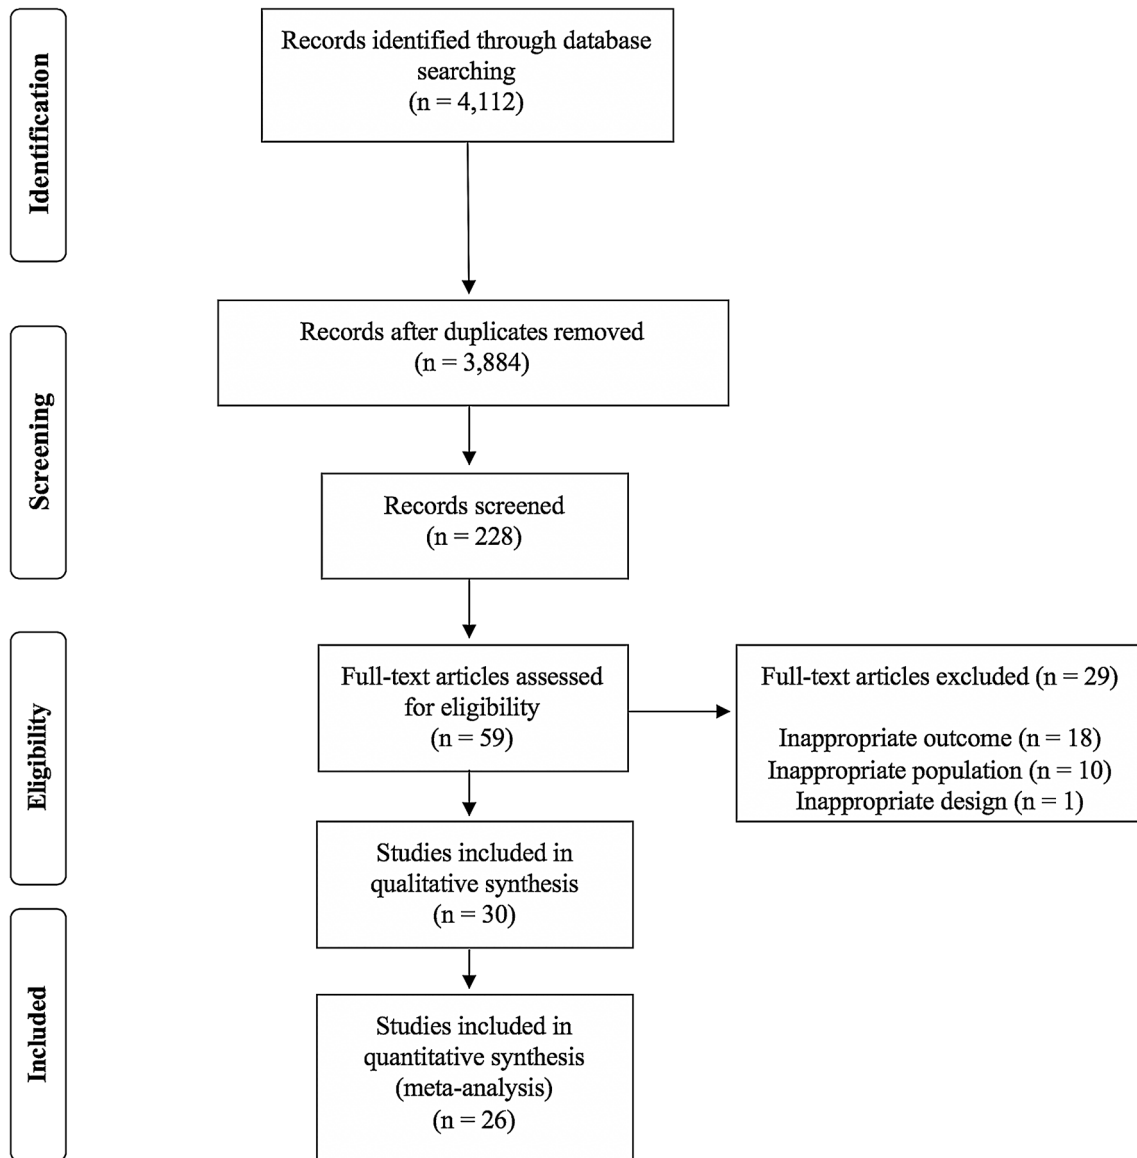 Identification
Records identified through database
searching
(n = 4,112)
Records after duplicates removed
(n = 3,884)
Screening
Records screened
(n = 228)
Eligibility
Full-text articles assessed
for eligibility
(n = 59)
Full-text articles excluded (n = 29)
Inappropriate outcome (n = 18)
Inappropriate population (n = 10)
Inappropriate design (n = 1)
Studies included in
qualitative synthesis
(n = 30)
Included
Studies included in
quantitative synthesis
(meta-analysis)
(n = 26)